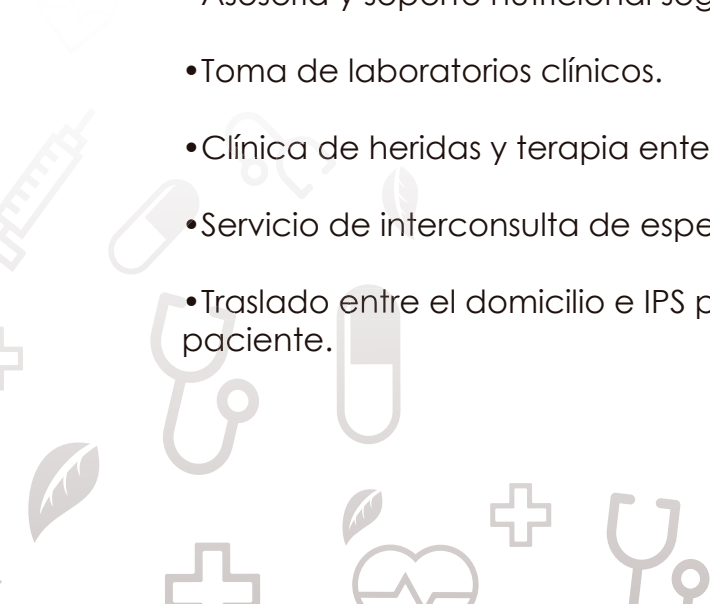 •Toma de laboratorios clínicos.
•Clínica de heridas y terapia ente
•Servicio de interconsulta de espe
•Traslado entre el domicilio e IPS p
paciente.